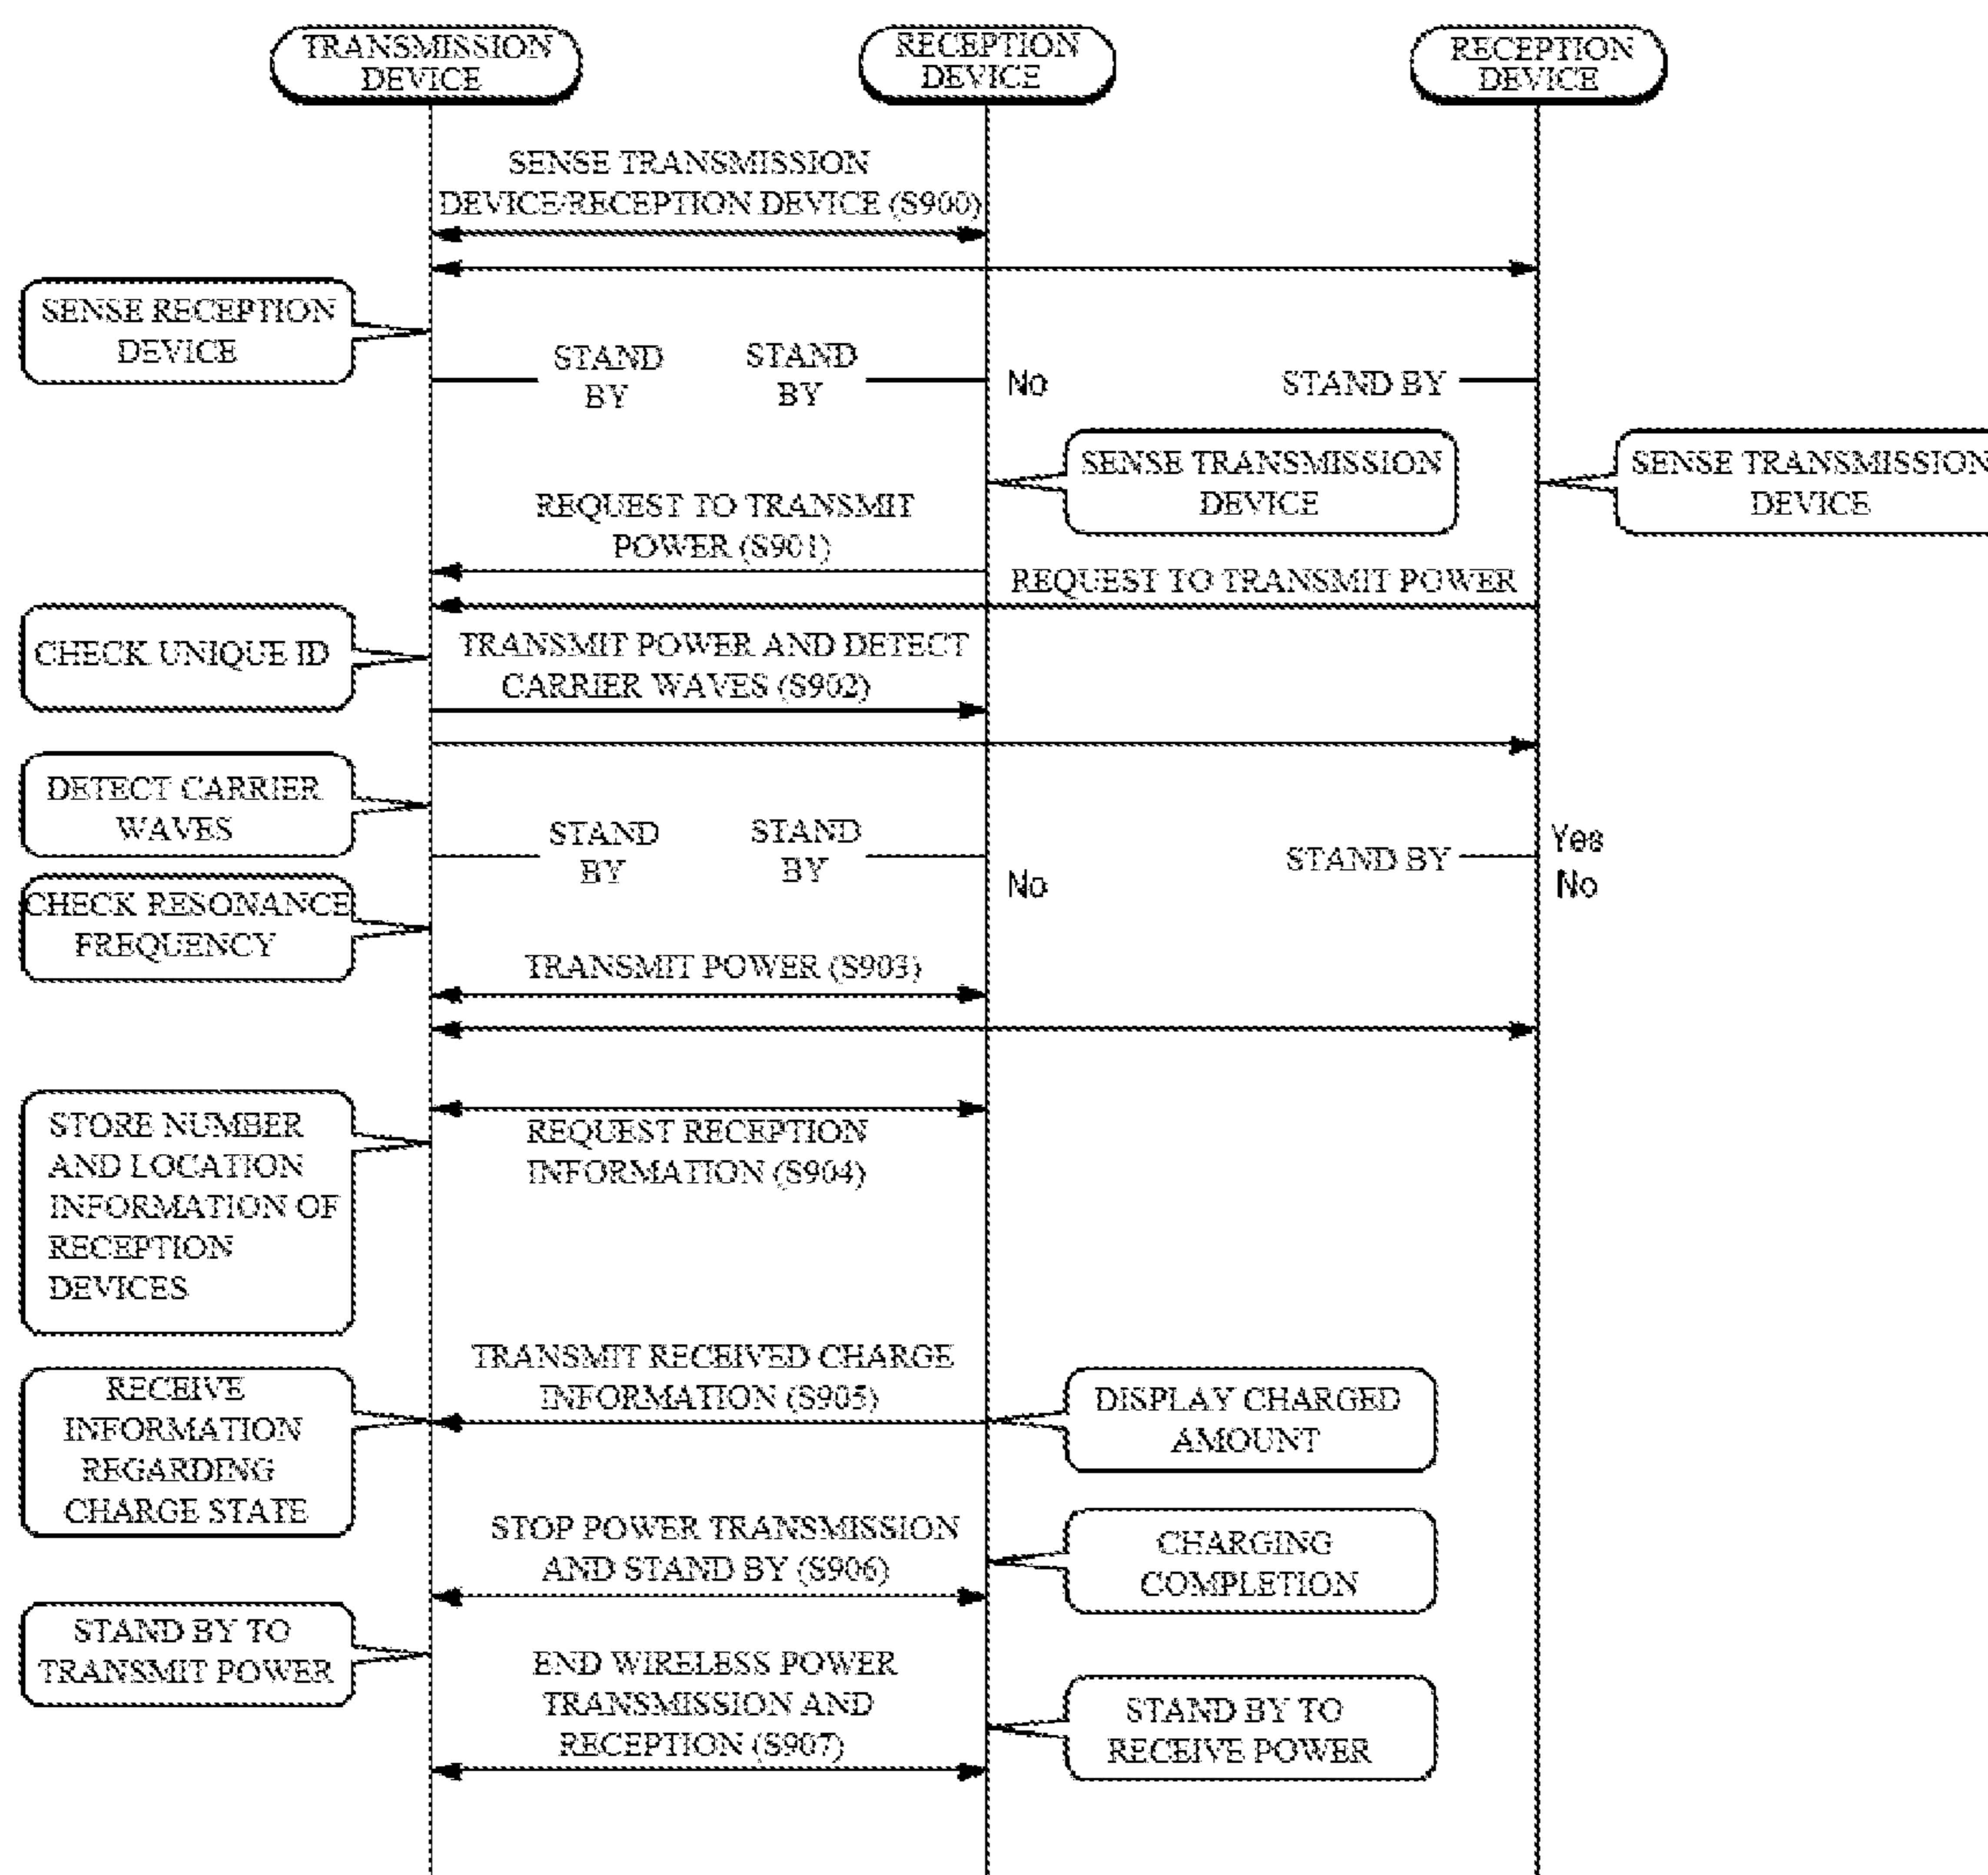 TRANSMISSION
DEVICE
RECEPTION
DEVICE
RECEPTION
DEVICE
SENSE TRANSMISSION
DEVICE/RECEPTION DEVICE (S900)
SENSE RECEPTION
DEVICE
STAND
BY
STAND
BY
No
STAND BY
SENSE TRANSMISSION
DEVICE
SENSE TRANSMISSION
DEVICE
REQUEST TO TRANSMIT
POWER (S901)
REQUEST TO TRANSMIT POWER
CHECK UNIQUE ID
TRANSMIT POWER AND DETECT
CARRIER WAVES (S902)
DETECT CARRIER
WAVES
STAND
BY
STAND
BY
No
STAND BY
Yes
No
CHECK RESONANCE
FREQUENCY
TRANSMIT POWER (S903)
STORE NUMBER
AND LOCATION
INFORMATION OF
RECEPTION
DEVICES
REQUEST RECEPTION
INFORMATION (S904)
TRANSMIT RECEIVED CHARGE
INFORMATION (S905)
RECEIVE
INFORMATION
REGARDING
CHARGE STATE
DISPLAY CHARGED
AMOUNT
STOP POWER TRANSMISSION
AND STAND BY (S906)
CHARGING
COMPLETION
STAND BY TO
TRANSMIT POWER
END WIRELESS POWER
TRANSMISSION AND
RECEPTION (S907)
STAND BY TO
RECEIVE POWER